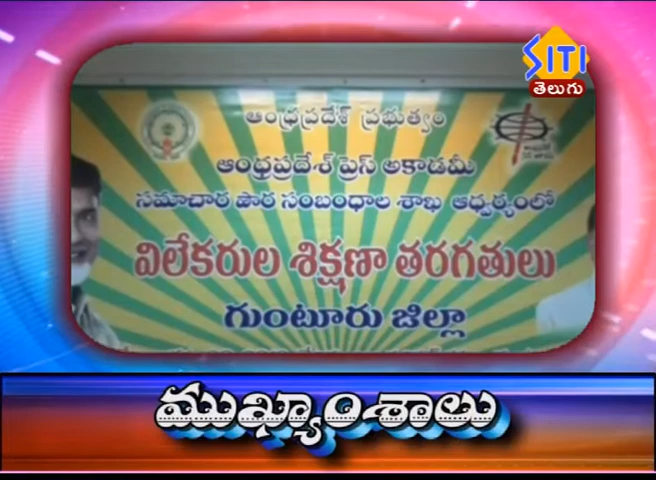 SITI
తెలుగు
ఆంధ్రప్రదేశ్ ప్రభుత్వం
ఆంధ్రప్రదేశ్ ప్రెస్ అకాడమీ
సమాచార పౌర సంబంధాల శాఖ ఆధ్వర్యంలో
విలేకరుల శిక్షణా తరగతులు
గుంటూరు జిల్లా
ముఖ్యాంశాలు